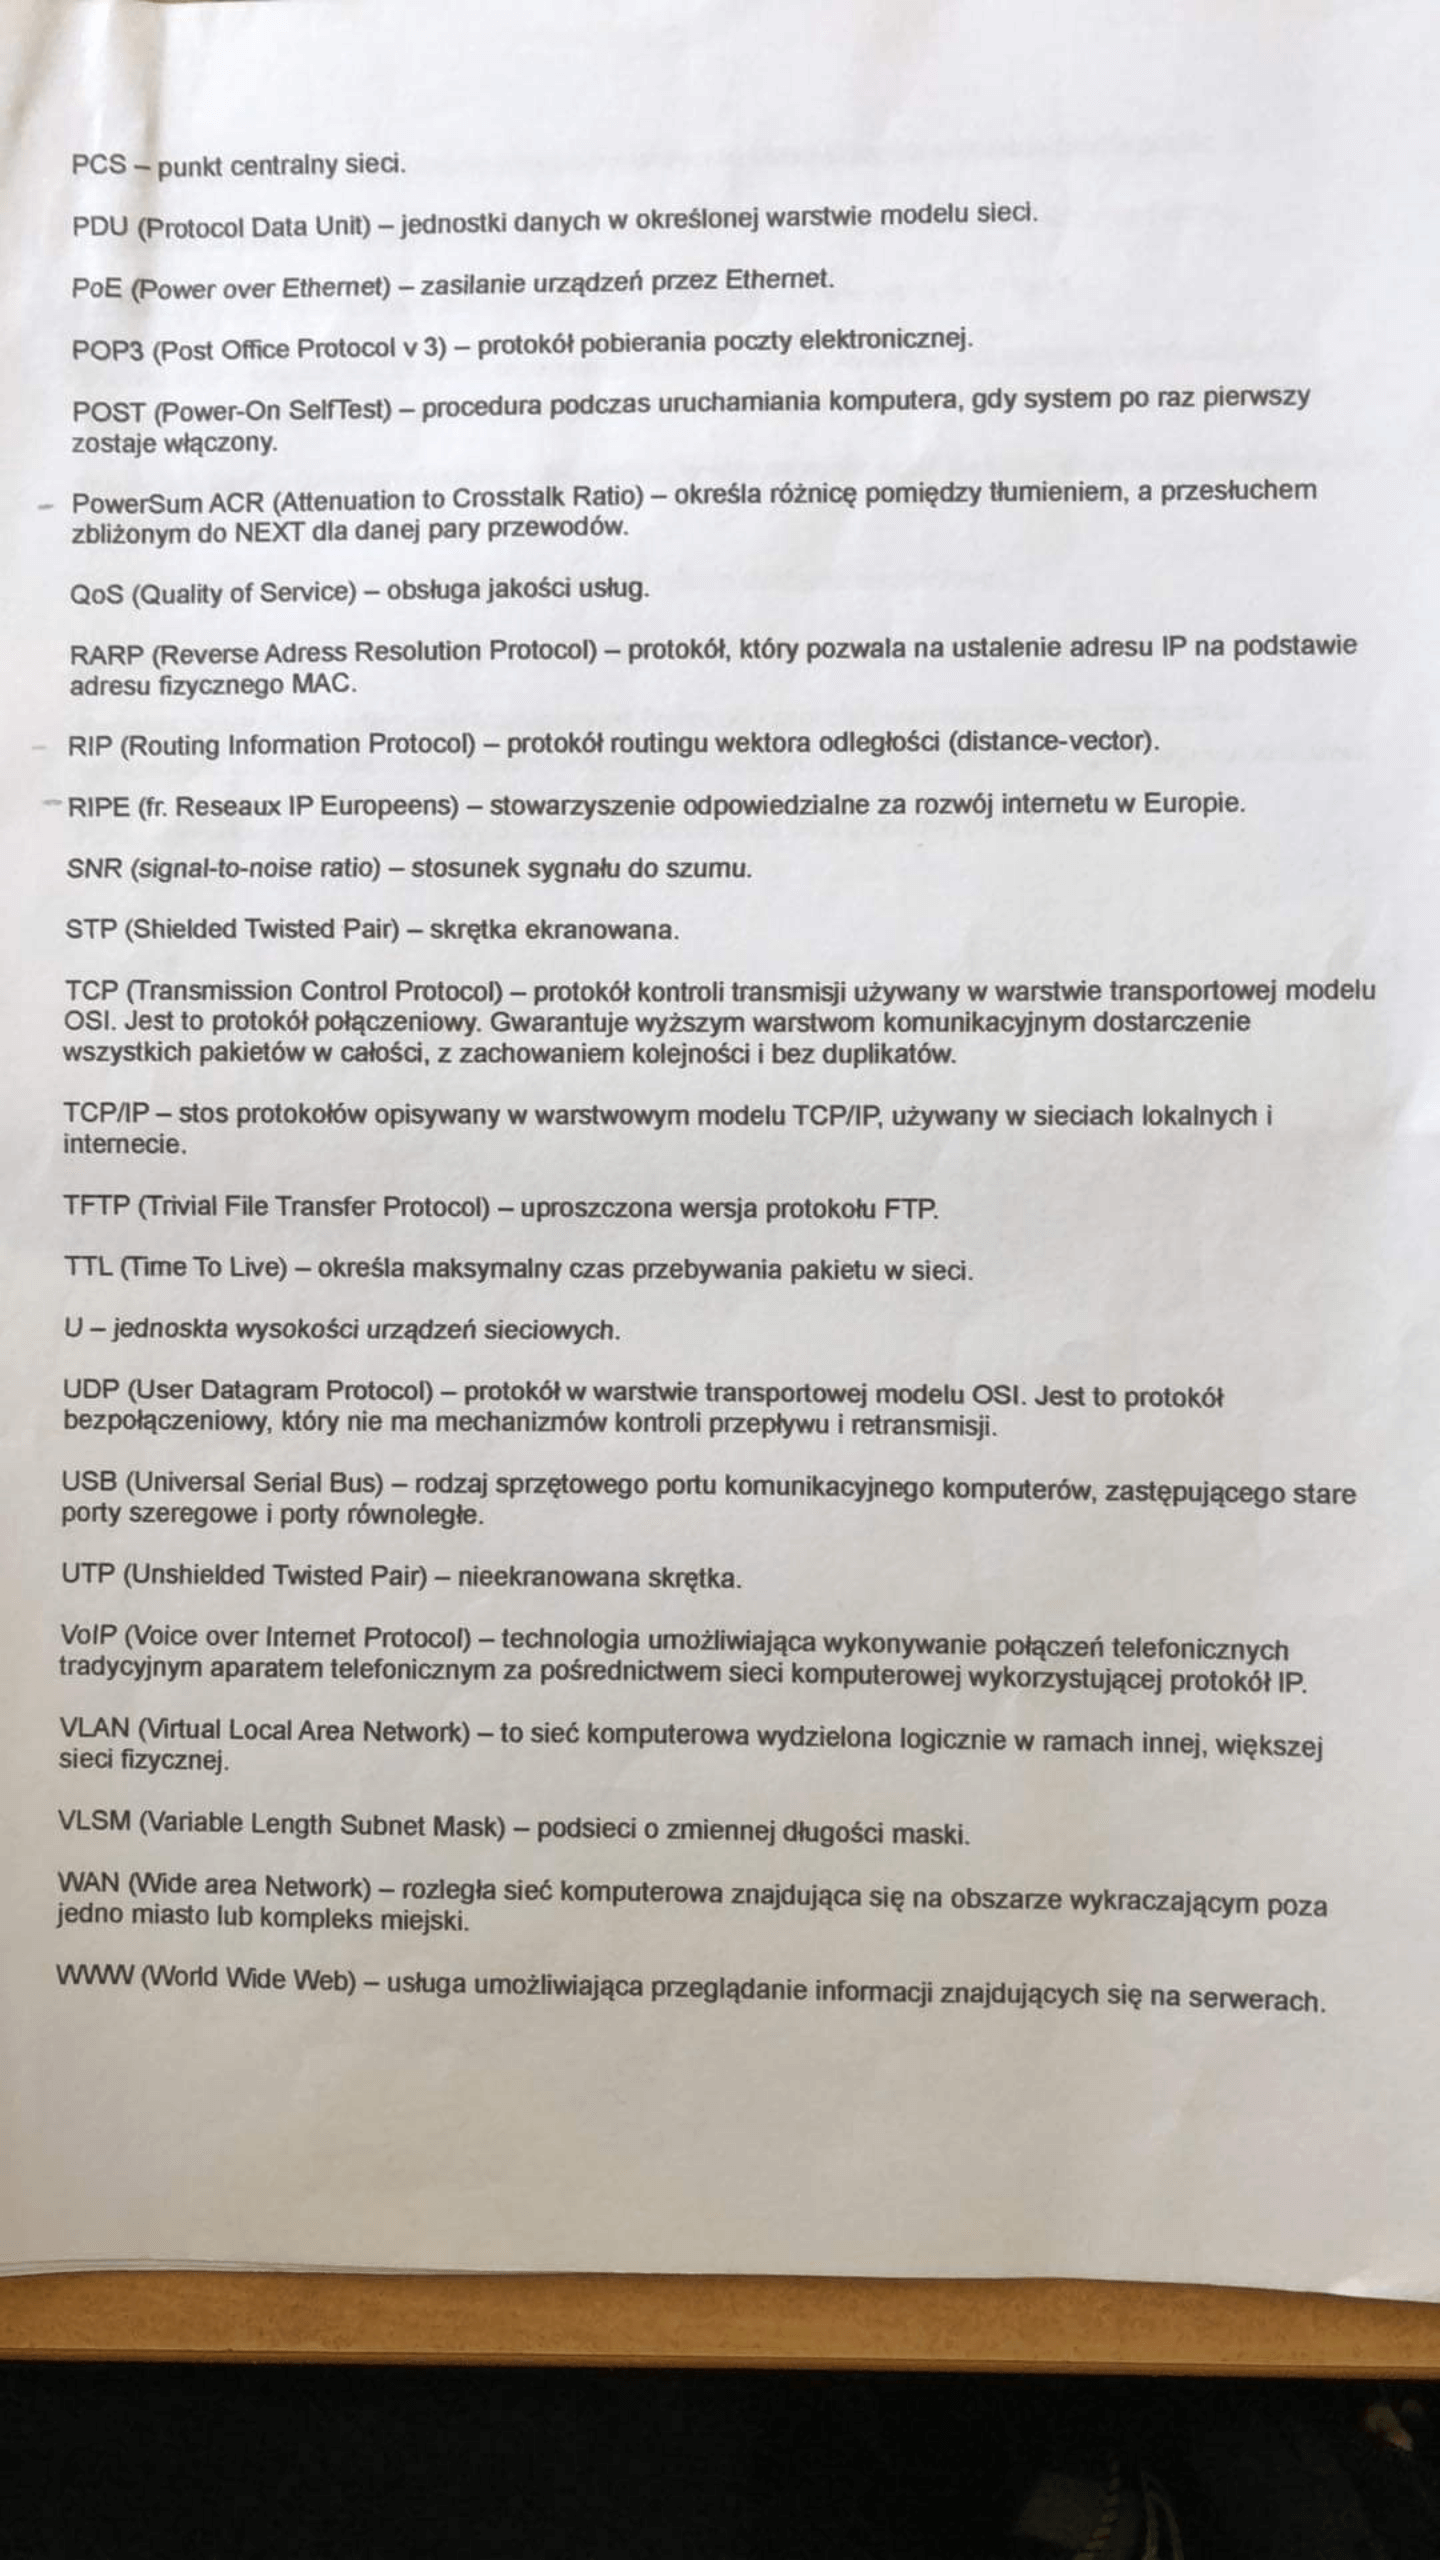 PCS – punkt centralny sieci.
PDU (Protocol Data Unit) – jednostki danych w określonej warstwie modelu sieci.
PoE (Power over Ethernet) – zasilanie urządzeń przez Ethernet.
POP3 (Post Office Protocol v 3) – protokół pobierania poczty elektronicznej.
POST (Power-On SelfTest) – procedura podczas uruchamiania komputera, gdy system po raz pierwszy
zostaje włączony.
– PowerSum ACR (Attenuation to Crosstalk Ratio) – określa różnicę pomiędzy tłumieniem, a przesłuchem
zbliżonym do NEXT dla danej pary przewodów.
QoS (Quality of Service) – obsługa jakości usług.
RARP (Reverse Adress Resolution Protocol) – protokół, który pozwala na ustalenie adresu IP na podstawie
adresu fizycznego MAC.
– RIP (Routing Information Protocol) – protokół routingu wektora odległości (distance-vector).
– RIPE (fr. Reseaux IP Europeens) – stowarzyszenie odpowiedzialne za rozwój internetu w Europie.
SNR (signal-to-noise ratio) – stosunek sygnału do szumu.
STP (Shielded Twisted Pair) – skrętka ekranowana.
TCP (Transmission Control Protocol) – protokół kontroli transmisji używany w warstwie transportowej modelu
OSI. Jest to protokół połączeniowy. Gwarantuje wyższym warstwom komunikacyjnym dostarczenie
wszystkich pakietów w całości, z zachowaniem kolejności i bez duplikatów.
TCP/IP – stos protokołów opisywany w warstwowym modelu TCP/IP, używany w sieciach lokalnych i
internecie.
TFTP (Trivial File Transfer Protocol) – uproszczona wersja protokołu FTP.
TTL (Time To Live) – określa maksymalny czas przebywania pakietu w sieci.
U – jednoskta wysokości urządzeń sieciowych.
UDP (User Datagram Protocol) – protokół w warstwie transportowej modelu OSI. Jest to protokół
bezpołączeniowy, który nie ma mechanizmów kontroli przepływu i retransmisji.
USB (Universal Serial Bus) – rodzaj sprzętowego portu komunikacyjnego komputerów, zastępującego stare
porty szeregowe i porty równoległe.
UTP (Unshielded Twisted Pair) – nieekranowana skrętka.
VoIP (Voice over Internet Protocol) – technologia umożliwiająca wykonywanie połączeń telefonicznych
tradycyjnym aparatem telefonicznym za pośrednictwem sieci komputerowej wykorzystującej protokół IP.
VLAN (Virtual Local Area Network) – to sieć komputerowa wydzielona logicznie w ramach innej, większej
sieci fizycznej.
VLSM (Variable Length Subnet Mask) – podsieci o zmiennej długości maski.
WAN (Wide area Network) – rozległa sieć komputerowa znajdująca się na obszarze wykraczającym poza
jedno miasto lub kompleks miejski.
WWW (World Wide Web) – usługa umożliwiająca przeglądanie informacji znajdujących się na serwerach.